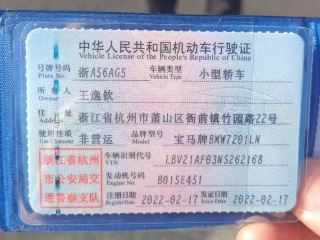 中华人民共和国机动车行驶证
Vehicle License of the People's Republic of China
号牌号码 浙A56AG5 车辆类型 小型轿车
Plate No. Vehicle Type
所有人 王逸钦
Owner
住址 浙江省杭州市萧山区衙前镇竹园路22号
Address
使用性质 非营运 品牌型号 宝马牌BMW7201LN
Use Character Model
浙江省杭州 车辆识别代号 LBV21AF03NS262168
VIN
市公安局交 发动机号码 B015E451
Engine No.
通警察支队 注册日期 2022-02-17 发证日期 2022-02-17
Register Date Issue Date